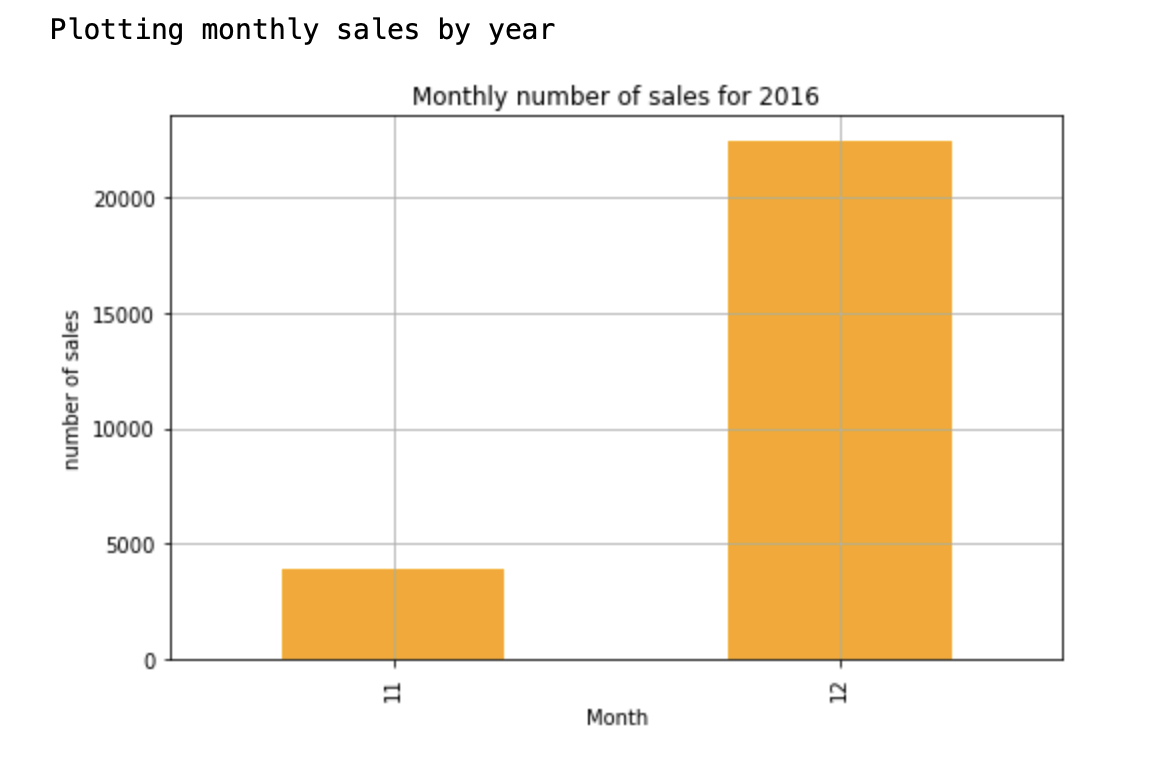 Plotting monthly sales by year
Monthly number of sales for 2016
20000
15000
10000
5000
0
number of sales
11
12
Month